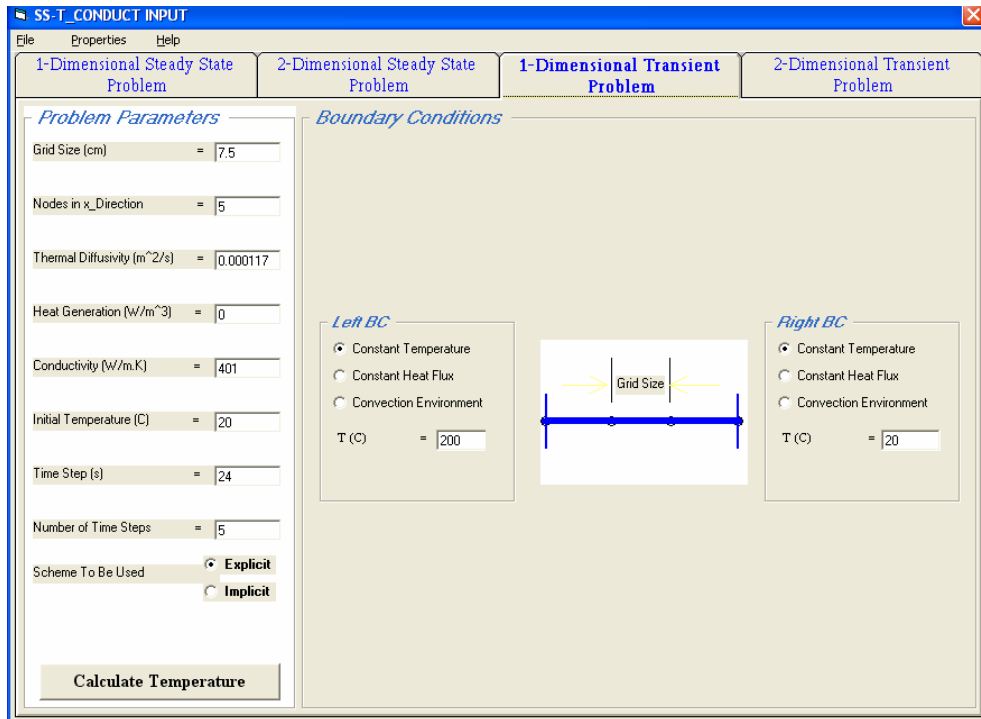 SS-T_CONDUCT INPUT
File Properties Help
1-Dimensional Steady State
Problem
2-Dimensional Steady State
Problem
1-Dimensional Transient
Problem
2-Dimensional Transient
Problem
Problem Parameters
Grid Size (cm) = 7.5
Nodes in x_Direction = 5
Thermal Diffusivity (m^2/s) = 0.000117
Heat Generation (W/m^3) = 0
Conductivity (W/m.K) = 401
Initial Temperature (C) = 20
Time Step (s) = 24
Number of Time Steps = 5
Scheme To Be Used
Explicit
Implicit
Calculate Temperature
Boundary Conditions
Left BC
Constant Temperature
Constant Heat Flux
Convection Environment
T (C) = 200
Grid Size
Right BC
Constant Temperature
Constant Heat Flux
Convection Environment
T (C) = 20